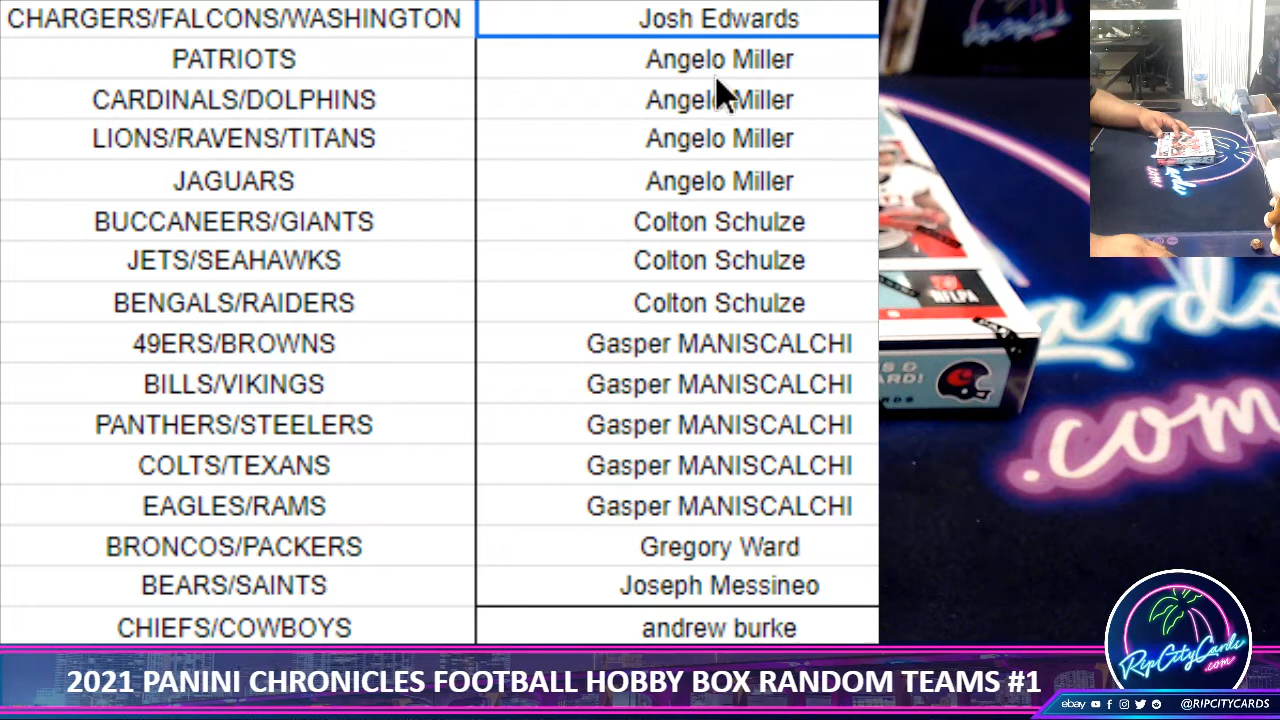 CHARGERS/FALCONS/WASHINGTON Josh Edwards
PATRIOTS Angelo Miller
CARDINALS/DOLPHINS Angelo Miller
LIONS/RAVENS/TITANS Angelo Miller
JAGUARS Angelo Miller
BUCCANEERS/GIANTS Colton Schulze
JETS/SEAHAWKS Colton Schulze
BENGALS/RAIDERS Colton Schulze
49ERS/BROWNS Gasper MANISCALCHI
BILLS/VIKINGS Gasper MANISCALCHI
PANTHERS/STEELERS Gasper MANISCALCHI
COLTS/TEXANS Gasper MANISCALCHI
EAGLES/RAMS Gasper MANISCALCHI
BRONCOS/PACKERS Gregory Ward
BEARS/SAINTS Joseph Messineo
CHIEFS/COWBOYS andrew burke
NFLPA
ards
.com
RipCityCards
.com
2021 PANINI CHRONICLES FOOTBALL HOBBY BOX RANDOM TEAMS #1
ebay @RIPCITYCARDS